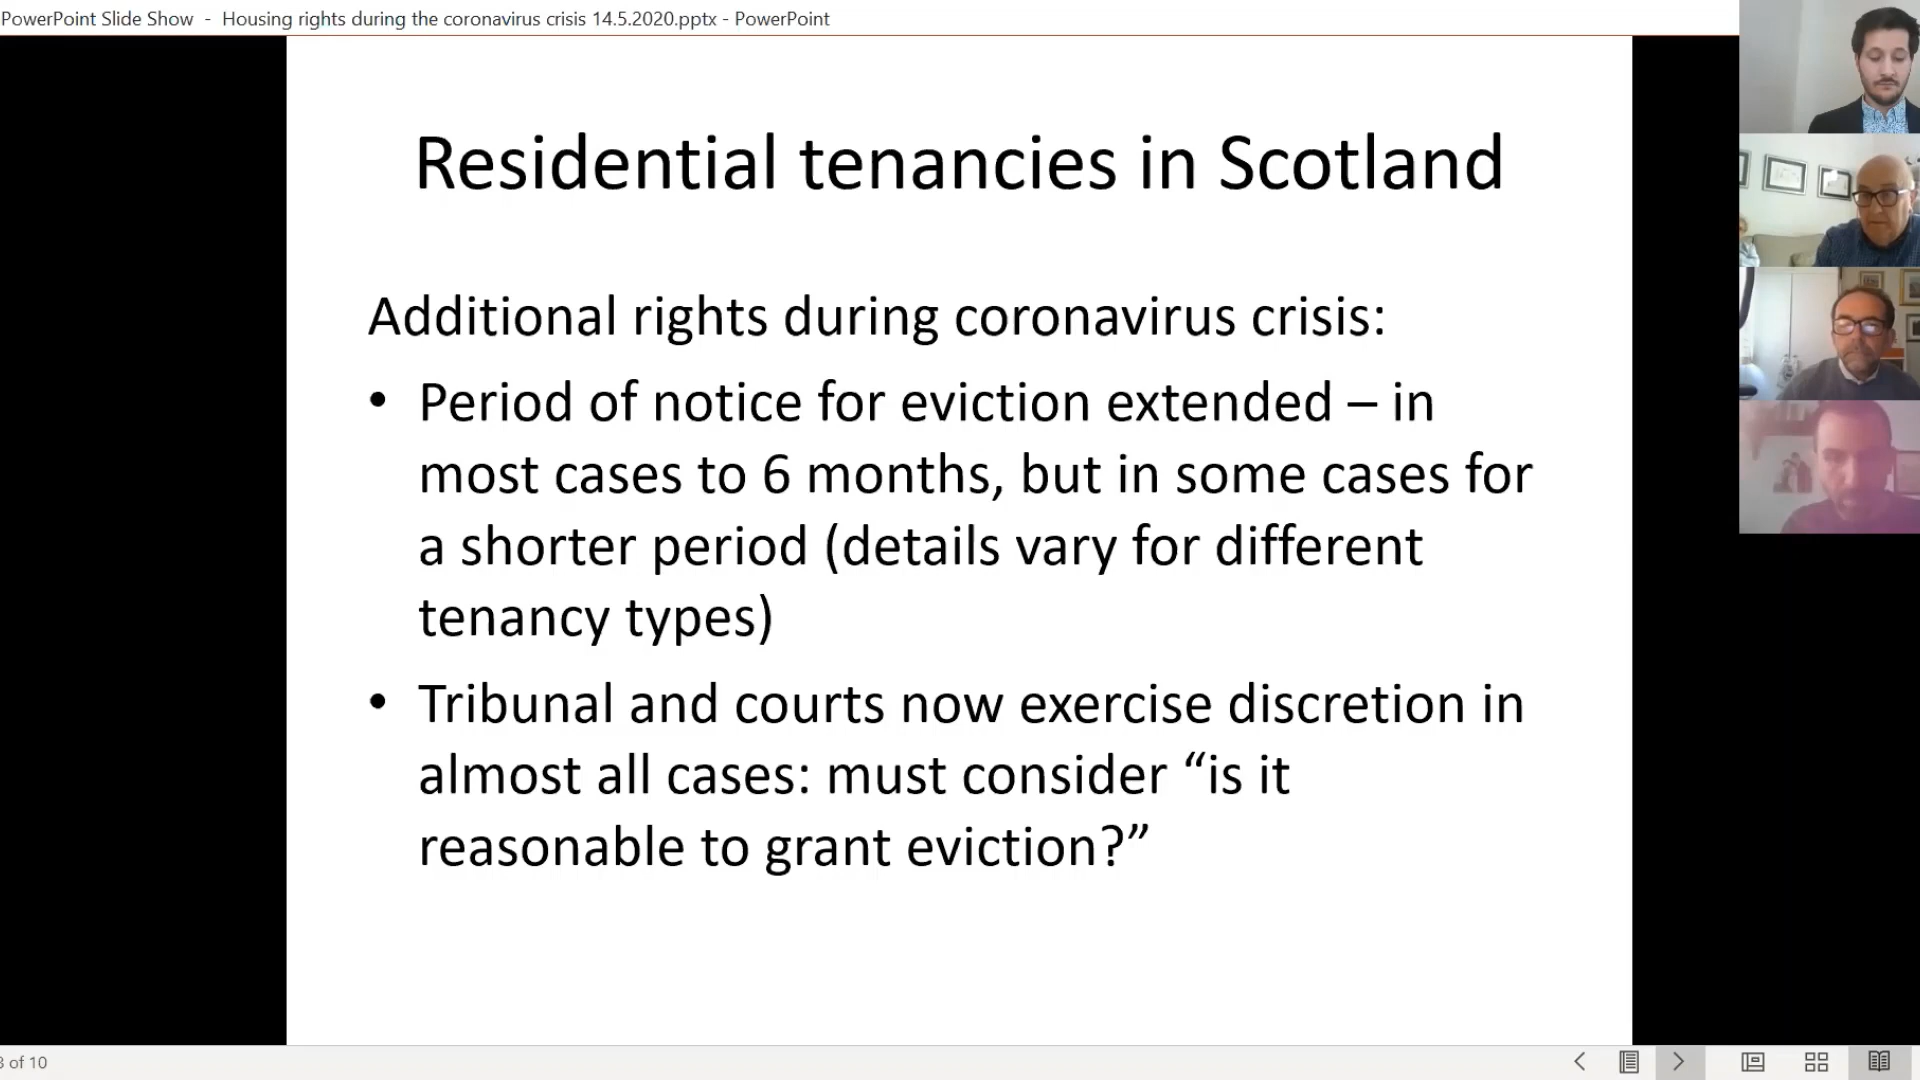 PowerPoint Slide Show - Housing rights during the coronavirus crisis 14.5.2020.pptx - PowerPoint
Residential tenancies in Scotland
Additional rights during coronavirus crisis:
• Period of notice for eviction extended – in
most cases to 6 months, but in some cases for
a shorter period (details vary for different
tenancy types)
• Tribunal and courts now exercise discretion in
almost all cases: must consider “is it
reasonable to grant eviction?”
of 10